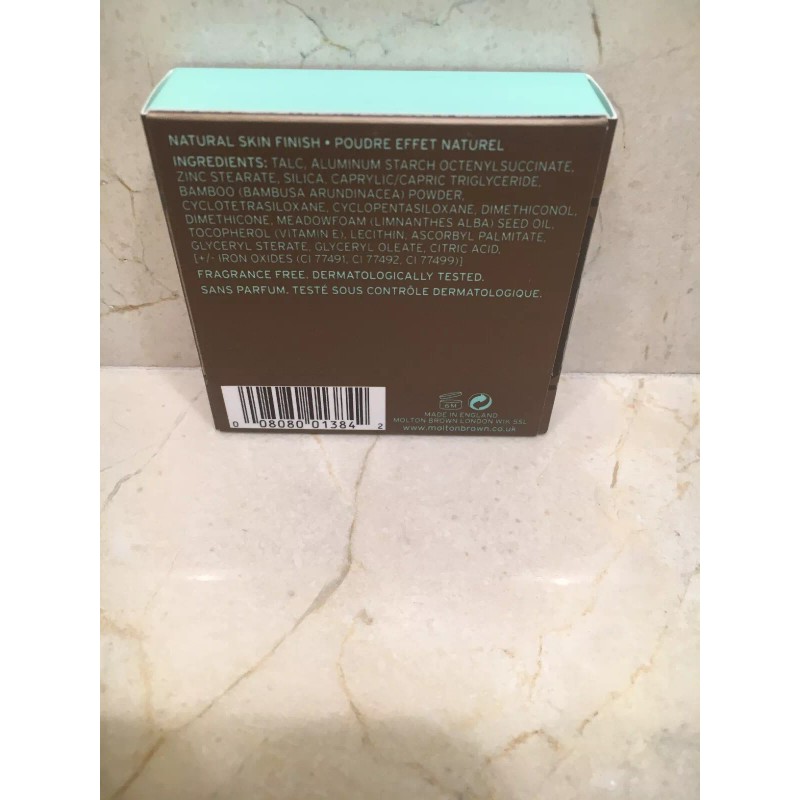 NATURAL SKIN FINISH • POUDRE EFFET NATUREL
INGREDIENTS: TALC, ALUMINUM STARCH OCTENYLSUCCINATE,
ZINC STEARATE, SILICA, CAPRYLIC/CAPRIC TRIGLYCERIDE,
BAMBOO (BAMBUSA ARUNDINACEA) POWDER,
CYCLOTETRASILOXANE, CYCLOPENTASILOXANE, DIMETHICONOL,
DIMETHICONE, MEADOWFOAM (LIMNANTHES ALBA) SEED OIL,
TOCOPHEROL (VITAMIN E), LECITHIN, ASCORBYL PALMITATE,
GLYCERYL STERATE, GLYCERYL OLEATE, CITRIC ACID,
[+/- IRON OXIDES (CI 77491, CI 77492, CI 77499)]
FRAGRANCE FREE. DERMATOLOGICALLY TESTED.
SANS PARFUM. TESTÉ SOUS CONTRÔLE DERMATOLOGIQUE.
0 08080 01384 2
6M
MADE IN ENGLAND
MOLTON BROWN LONDON W1K 5SL
www.moltonbrown.co.uk